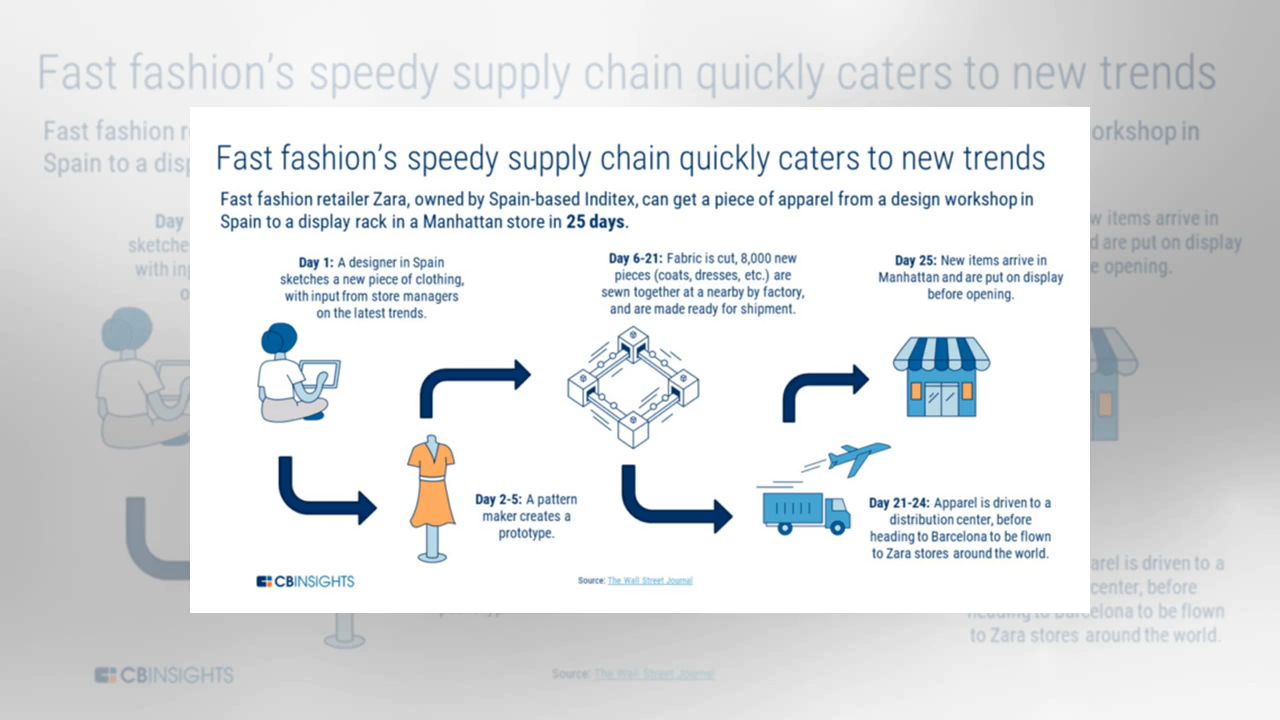 Fast fashion's speedy supply chain quickly caters to new trends
Fast fashion retailer Zara, owned by Spain-based Inditex, can get a piece of apparel from a design workshop in
Spain to a display rack in a Manhattan store in 25 days.
Day 1: A designer in Spain
sketches a new piece of clothing,
with input from store managers
on the latest trends.
Day 2-5: A pattern
maker creates a
prototype.
Day 6-21: Fabric is cut, 8,000 new
pieces (coats, dresses, etc.) are
sewn together at a nearby by factory,
and are made ready for shipment.
Day 21-24: Apparel is driven to a
distribution center, before
heading to Barcelona to be flown
to Zara stores around the world.
Day 25: New items arrive in
Manhattan and are put on display
before opening.
CBINSIGHTS
Source: The Wall Street Journal